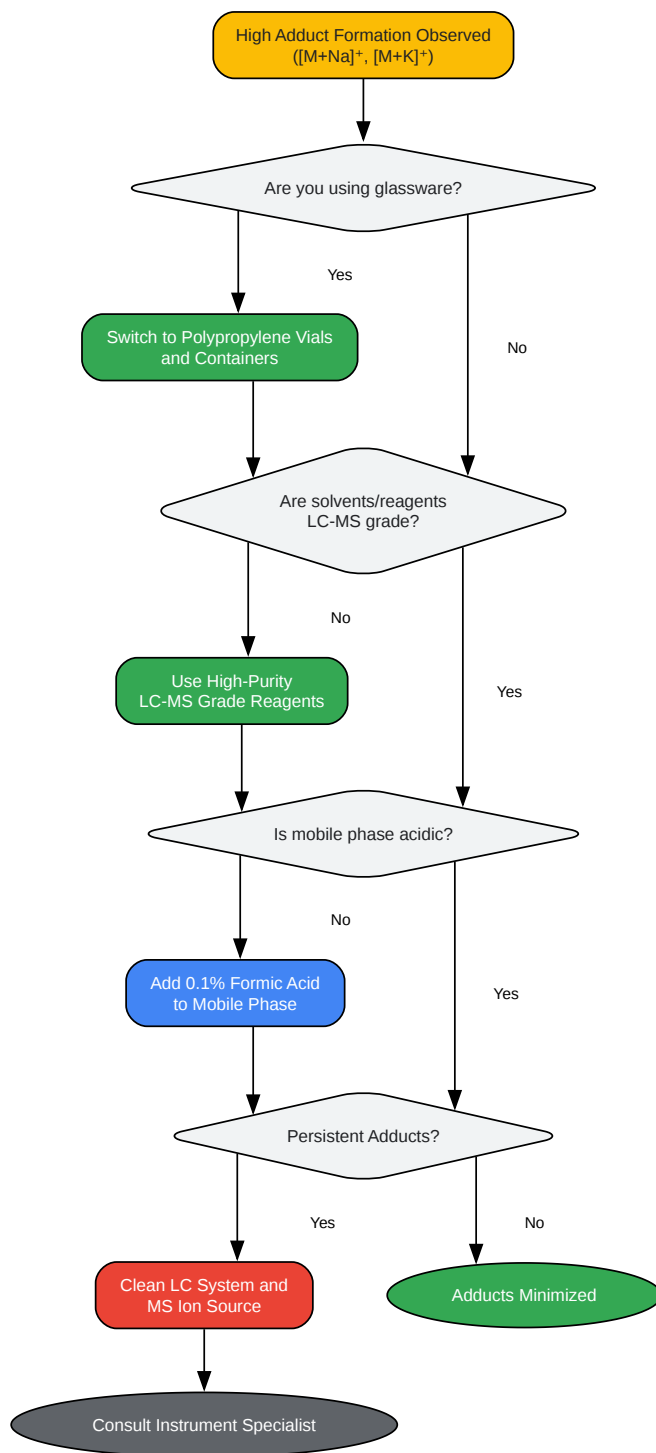 High Adduct Formation Observed
([M+Na]⁺, [M+K]⁺)
Are you using glassware?
Yes
Switch to Polypropylene Vials
and Containers
No
Are solvents/reagents
LC-MS grade?
No
Use High-Purity
LC-MS Grade Reagents
Yes
Is mobile phase acidic?
No
Add 0.1% Formic Acid
to Mobile Phase
Yes
Persistent Adducts?
Yes
No
Clean LC System and
MS Ion Source
Adducts Minimized
Consult Instrument Specialist